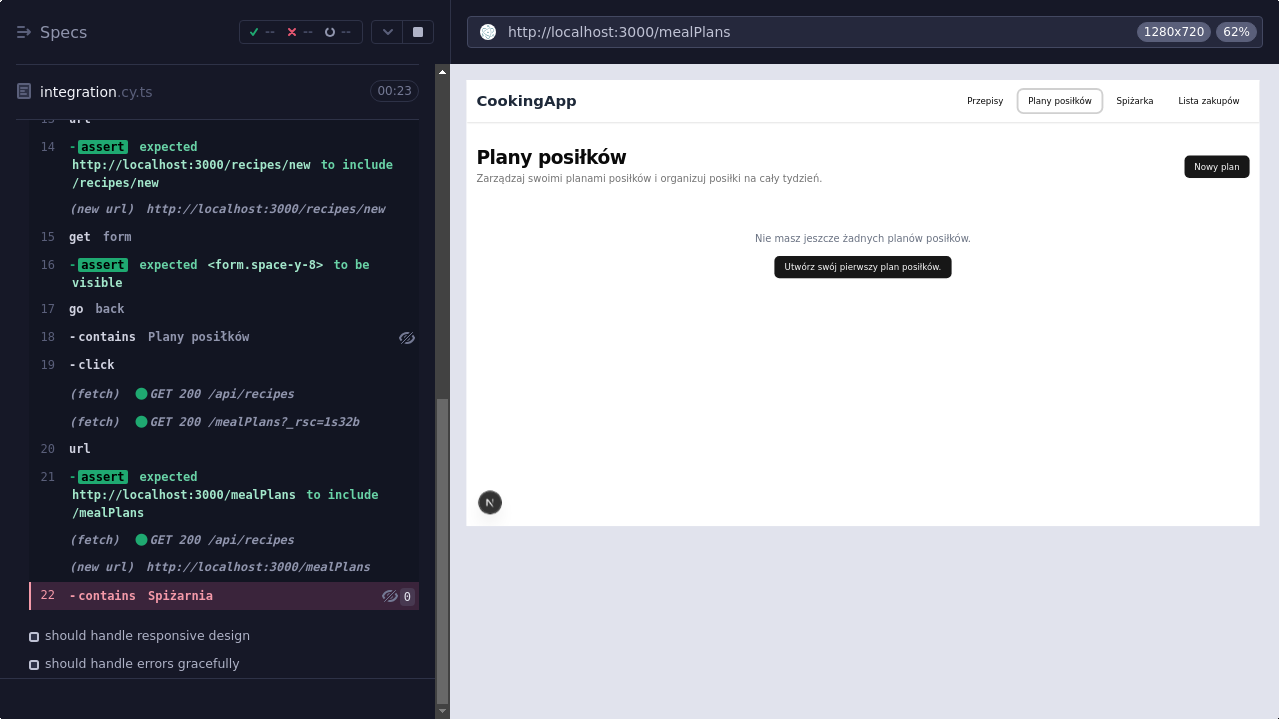 Specs
--
--
--
integration.cy.ts
00:23
13 url
14 -assert expected
http://localhost:3000/recipes/new to include
/recipes/new
(new url) http://localhost:3000/recipes/new
15 get form
16 -assert expected <form.space-y-8> to be
visible
17 go back
18 -contains Plany posiłków
19 -click
(fetch) GET 200 /api/recipes
(fetch) GET 200 /mealPlans?_rsc=1s32b
20 url
21 -assert expected
http://localhost:3000/mealPlans to include
/mealPlans
(fetch) GET 200 /api/recipes
(new url) http://localhost:3000/mealPlans
22 -contains Spiżarnia 0
should handle responsive design
should handle errors gracefully
http://localhost:3000/mealPlans
1280x720
62%
CookingApp
Przepisy
Plany posiłków
Spiżarka
Lista zakupów
Plany posiłków
Zarządzaj swoimi planami posiłków i organizuj posiłki na cały tydzień.
Nowy plan
Nie masz jeszcze żadnych planów posiłków.
Utwórz swój pierwszy plan posiłków.
N